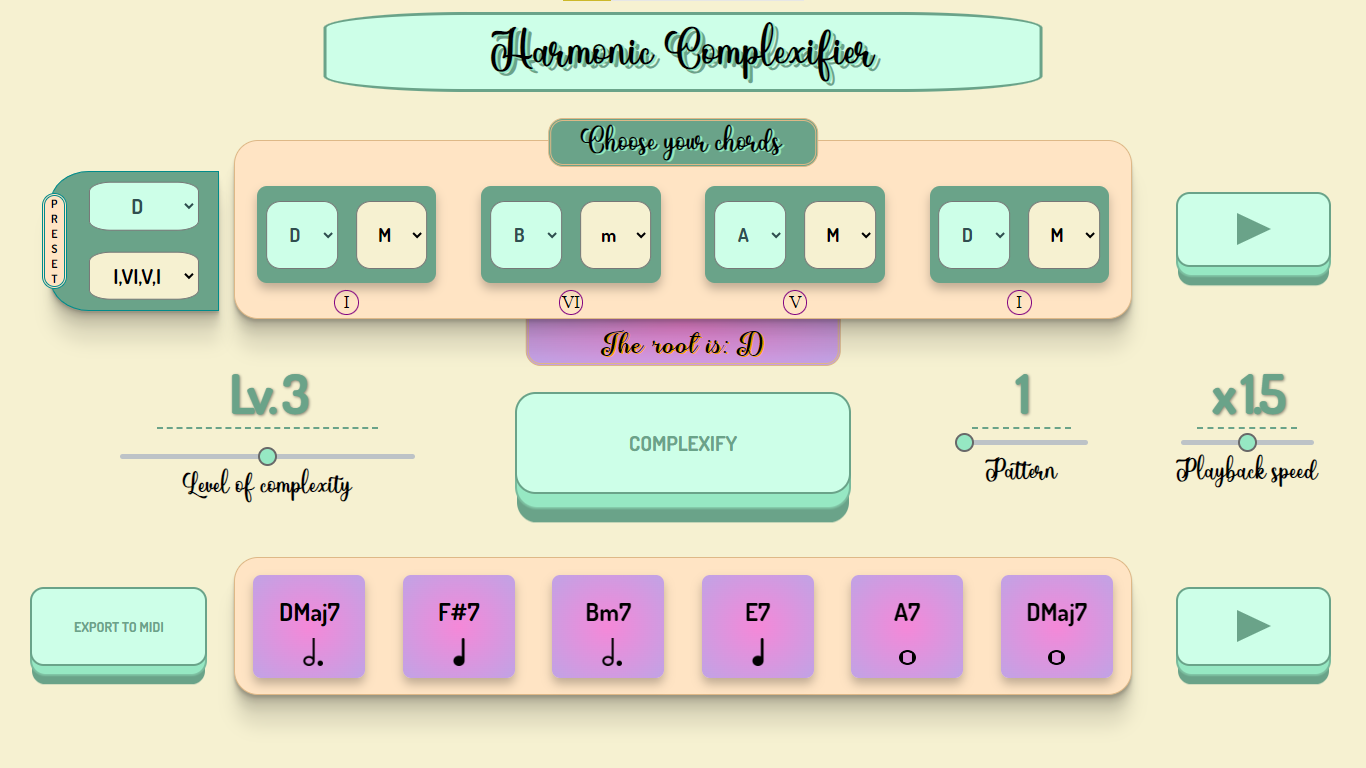 Harmonic Complexifier
Choose your chords
PRESET
D
I,VI,V,I
D M
B m
A M
D M
I
VI
V
I
The root is: D
Lv.3
Level of complexity
COMPLEXIFY
1
Pattern
x1.5
Playback speed
EXPORT TO MIDI
DMaj7
F#7
Bm7
E7
A7
DMaj7